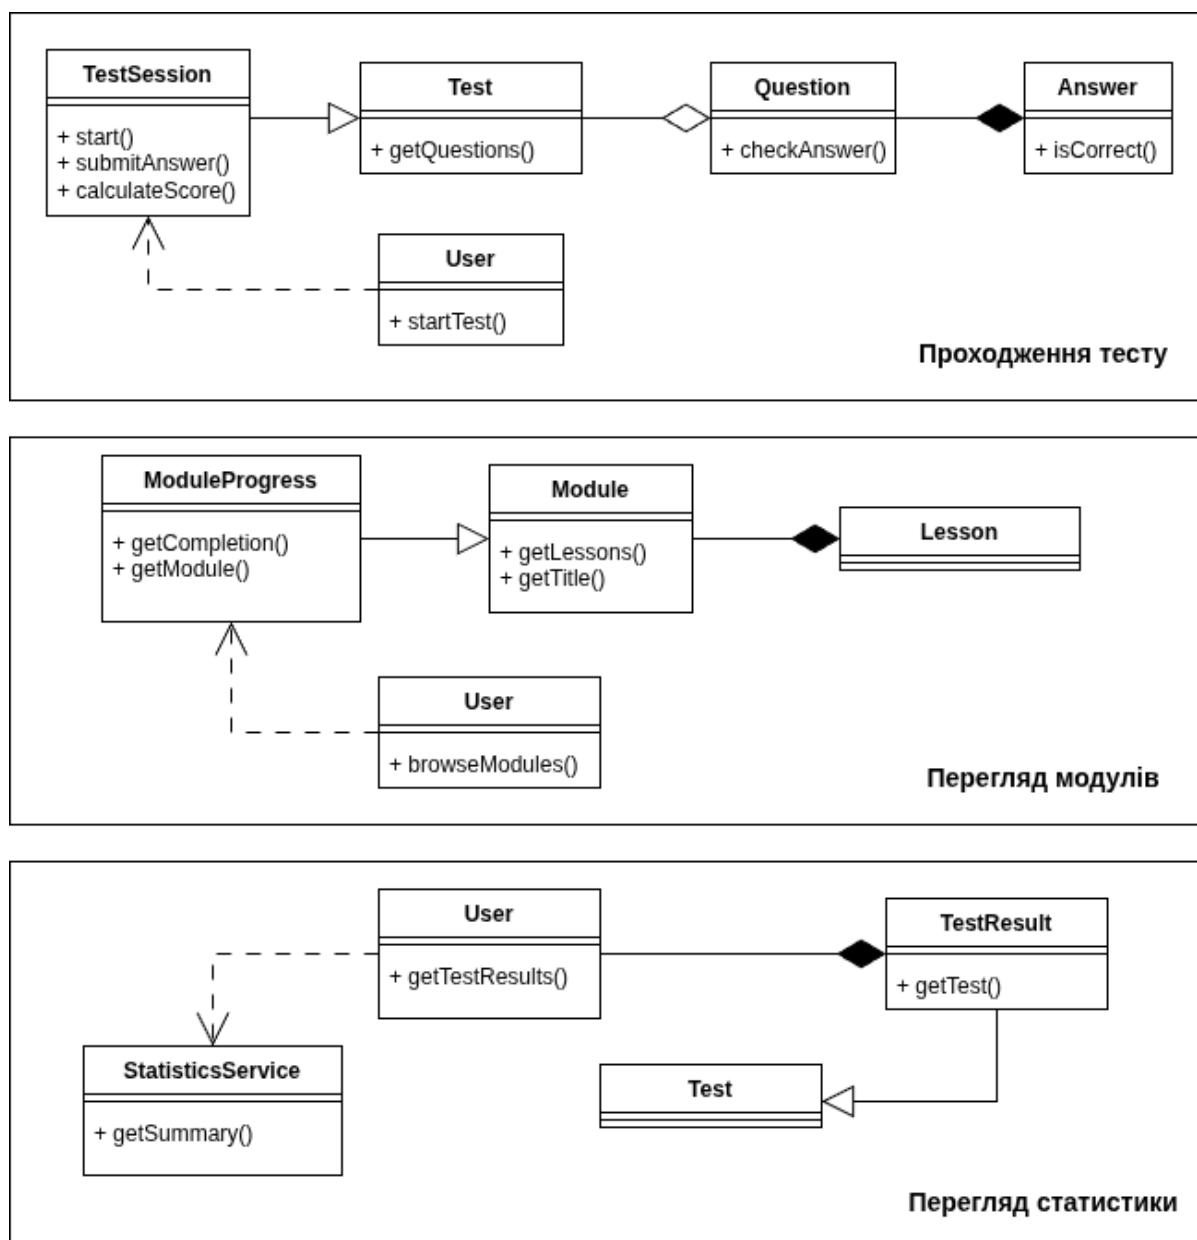 TestSession
+ start()
+ submitAnswer()
+ calculateScore()
Test
+ getQuestions()
Question
+ checkAnswer()
Answer
+ isCorrect()
User
+ startTest()
Проходження тесту
ModuleProgress
+ getCompletion()
+ getModule()
Module
+ getLessons()
+ getTitle()
Lesson
User
+ browseModules()
Перегляд модулів
User
+ getTestResults()
TestResult
+ getTest()
StatisticsService
+ getSummary()
Test
Перегляд статистики